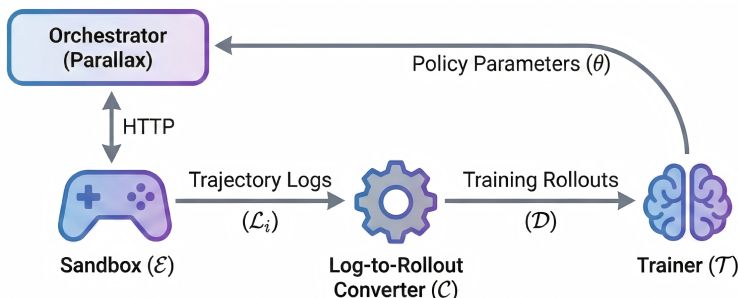 Orchestrator
(Parallax)
Policy Parameters (θ)
HTTP
Trajectory Logs
(ℒᵢ)
Training Rollouts
(𝒟)
Sandbox (ℰ)
Log-to-Rollout
Converter (𝒞)
Trainer (𝒯)